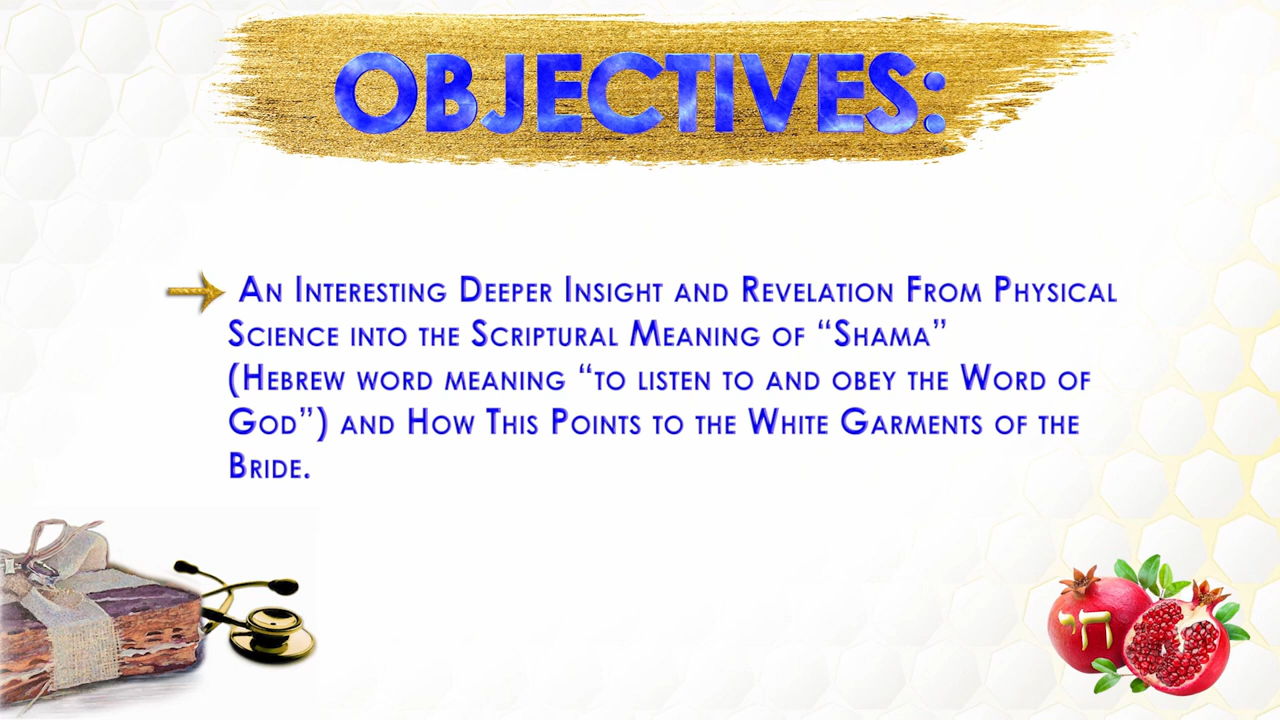 OBJECTIVES:
An Interesting Deeper Insight and Revelation From Physical
Science into the Scriptural Meaning of “Shama”
(Hebrew word meaning “to listen to and obey the Word of
God”) and How This Points to the White Garments of the
Bride.
חי